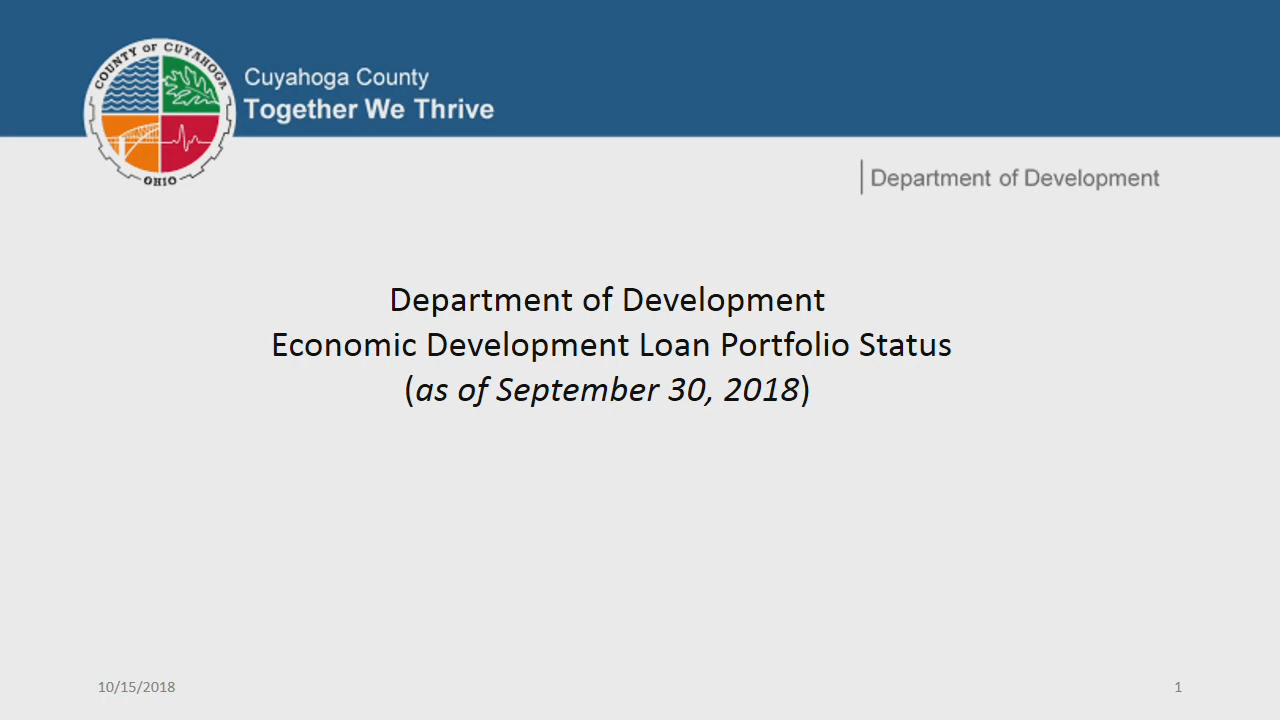 COUNTY OF CUYAHOGA
OHIO
Cuyahoga County
Together We Thrive
Department of Development
Department of Development
Economic Development Loan Portfolio Status
(as of September 30, 2018)
10/15/2018
1